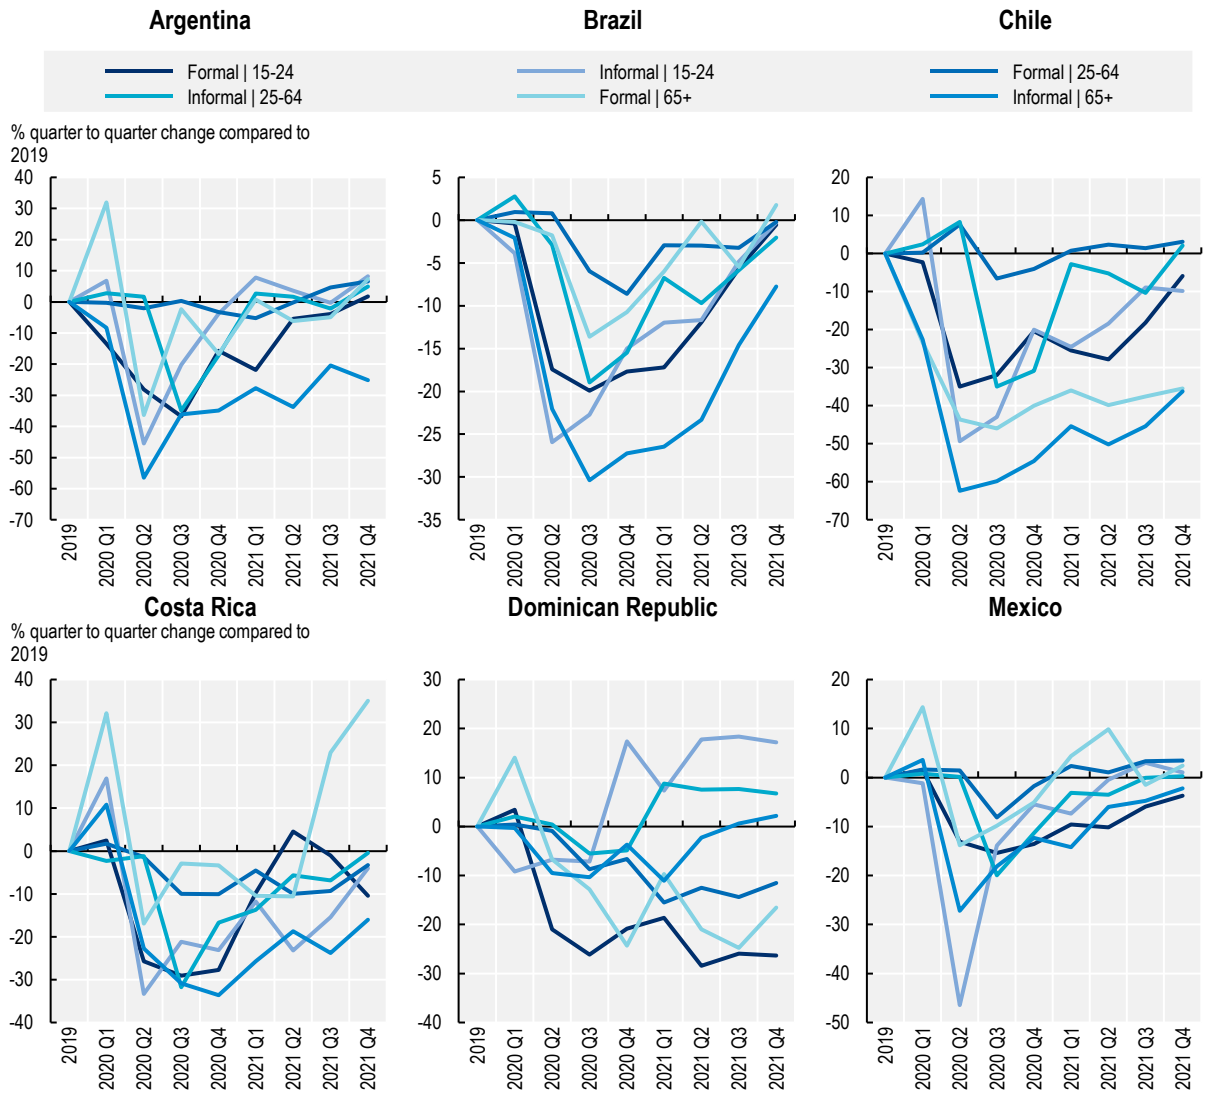 Argentina
Brazil
Chile
Formal | 15-24
Informal | 15-24
Formal | 25-64
Informal | 25-64
Formal | 65+
Informal | 65+
% quarter to quarter change compared to
2019
40
30
20
10
0
-10
-20
-30
-40
-50
-60
-70
2019
2020 Q1
2020 Q2
2020 Q3
2020 Q4
2021 Q1
2021 Q2
2021 Q3
2021 Q4
5
0
-5
-10
-15
-20
-25
-30
-35
2019
2020 Q1
2020 Q2
2020 Q3
2020 Q4
2021 Q1
2021 Q2
2021 Q3
2021 Q4
20
10
0
-10
-20
-30
-40
-50
-60
-70
2019
2020 Q1
2020 Q2
2020 Q3
2020 Q4
2021 Q1
2021 Q2
2021 Q3
2021 Q4
Costa Rica
Dominican Republic
Mexico
% quarter to quarter change compared to
2019
40
30
20
10
0
-10
-20
-30
-40
2019
2020 Q1
2020 Q2
2020 Q3
2020 Q4
2021 Q1
2021 Q2
2021 Q3
2021 Q4
30
20
10
0
-10
-20
-30
-40
2019
2020 Q1
2020 Q2
2020 Q3
2020 Q4
2021 Q1
2021 Q2
2021 Q3
2021 Q4
20
10
0
-10
-20
-30
-40
-50
2019
2020 Q1
2020 Q2
2020 Q3
2020 Q4
2021 Q1
2021 Q2
2021 Q3
2021 Q4